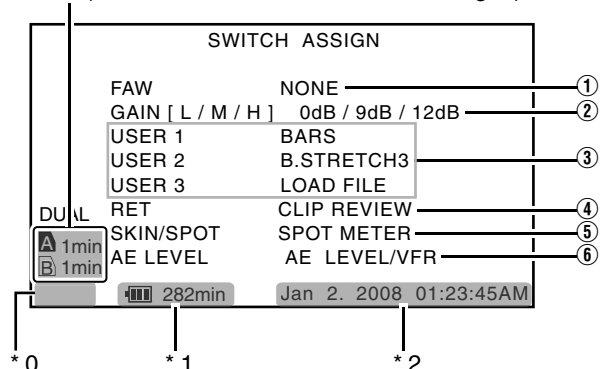 SWITCH ASSIGN
FAW NONE ①
GAIN [ L / M / H ] 0dB / 9dB / 12dB ②
USER 1 BARS
USER 2 B.STRETCH3 ③
USER 3 LOAD FILE
RET CLIP REVIEW ④
SKIN/SPOT SPOT METER ⑤
AE LEVEL AE LEVEL/VFR ⑥
A 1min
B 1min
282min Jan 2. 2008 01:23:45AM
* 0 * 1 * 2